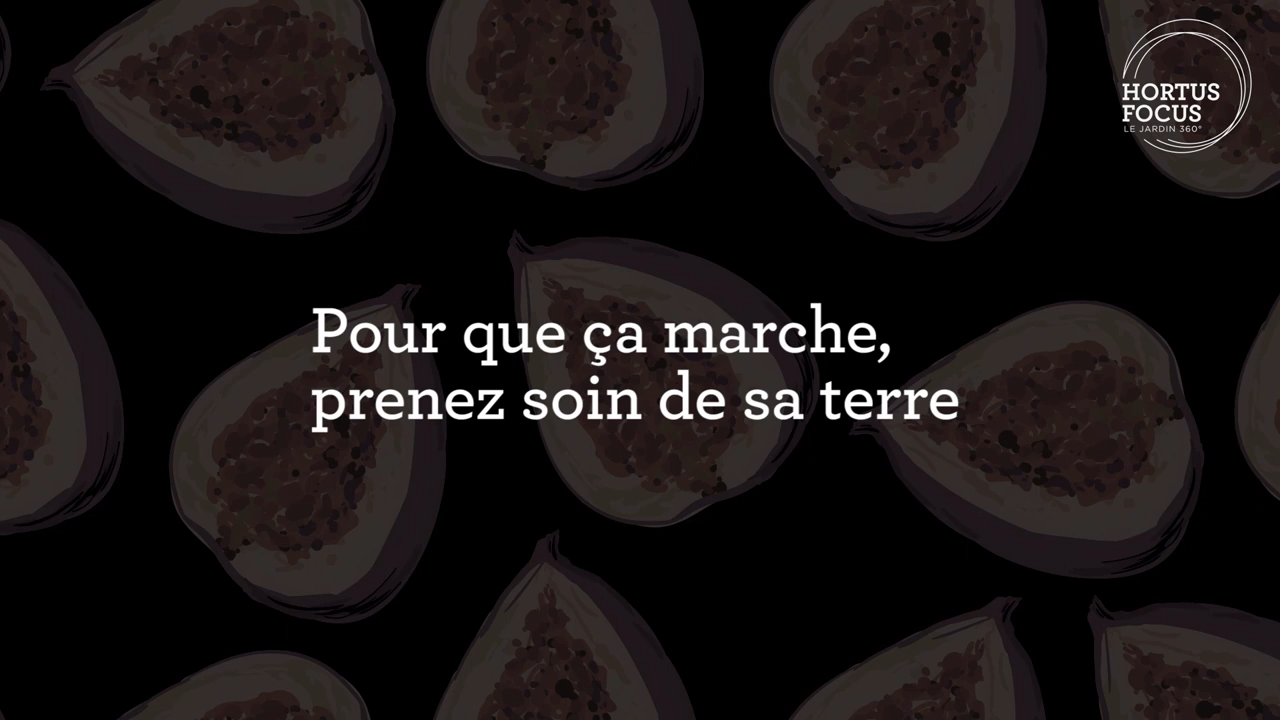 HORTUS
FOCUS
LE JARDIN 360°
Pour que ça marche,
prenez soin de sa terre